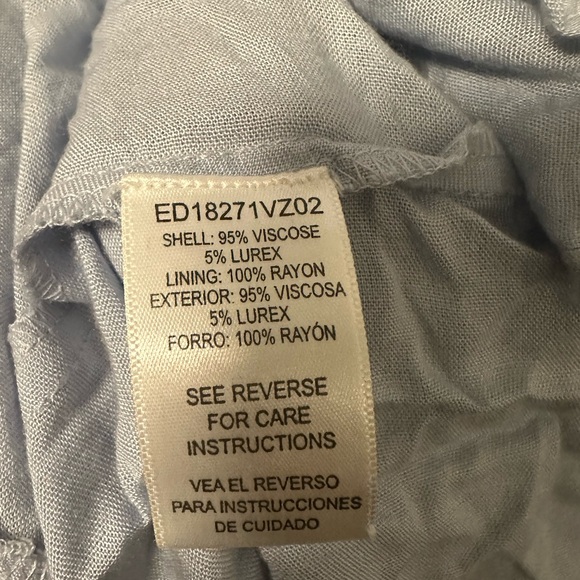 ED18271VZ02
SHELL: 95% VISCOSE
5% LUREX
LINING: 100% RAYON
EXTERIOR: 95% VISCOSA
5% LUREX
FORRO: 100% RAYÓN
SEE REVERSE
FOR CARE
INSTRUCTIONS
VEA EL REVERSO
PARA INSTRUCCIONES
DE CUIDADO